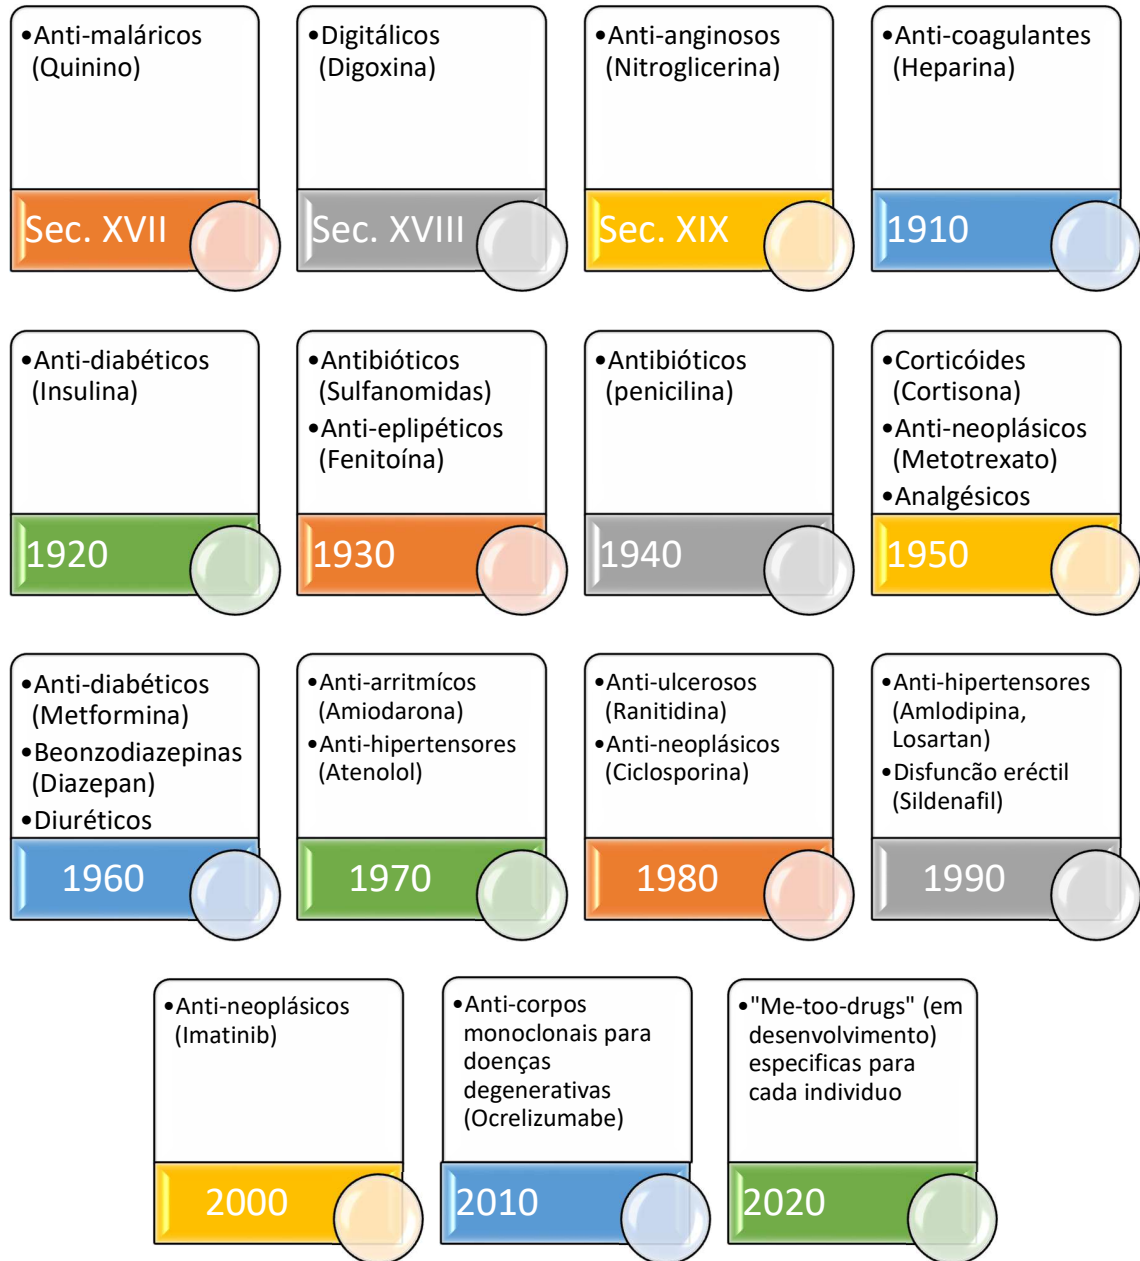 •Anti-maláricos
(Quinino)
Sec. XVII
•Digitálicos
(Digoxina)
Sec. XVIII
•Anti-anginosos
(Nitroglicerina)
Sec. XIX
•Anti-coagulantes
(Heparina)
1910
•Anti-diabéticos
(Insulina)
1920
•Antibióticos
(Sulfanomidas)
•Anti-eplipéticos
(Fenitoína)
1930
•Antibióticos
(penicilina)
1940
•Corticóides
(Cortisona)
•Anti-neoplásicos
(Metotrexato)
•Analgésicos
1950
•Anti-diabéticos
(Metformina)
•Beonzodiazepinas
(Diazepan)
•Diuréticos
1960
•Anti-arritmícos
(Amiodarona)
•Anti-hipertensores
(Atenolol)
1970
•Anti-ulcerosos
(Ranitidina)
•Anti-neoplásicos
(Ciclosporina)
1980
•Anti-hipertensores
(Amlodipina,
Losartan)
•Disfuncão eréctil
(Sildenafil)
1990
•Anti-neoplásicos
(Imatinib)
2000
•Anti-corpos
monoclonais para
doenças
degenerativas
(Ocrelizumabe)
2010
•"Me-too-drugs" (em
desenvolvimento)
especificas para
cada individuo
2020